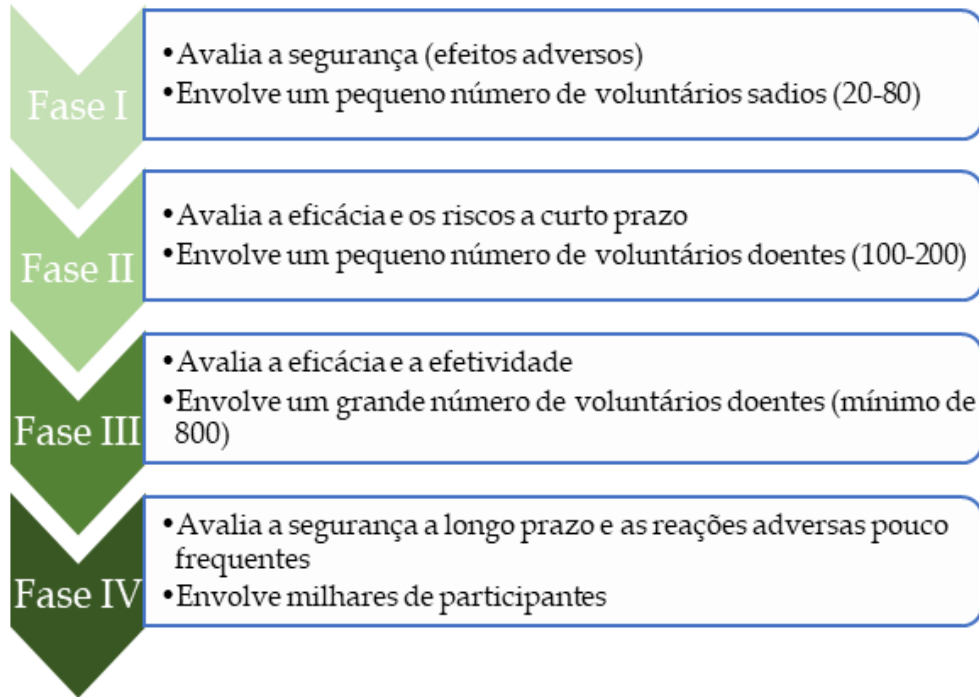 Fase I
•Avalia a segurança (efeitos adversos)
•Envolve um pequeno número de voluntários sadios (20-80)
Fase II
•Avalia a eficácia e os riscos a curto prazo
•Envolve um pequeno número de voluntários doentes (100-200)
Fase III
•Avalia a eficácia e a efetividade
•Envolve um grande número de voluntários doentes (mínimo de
800)
Fase IV
•Avalia a segurança a longo prazo e as reações adversas pouco
frequentes
•Envolve milhares de participantes